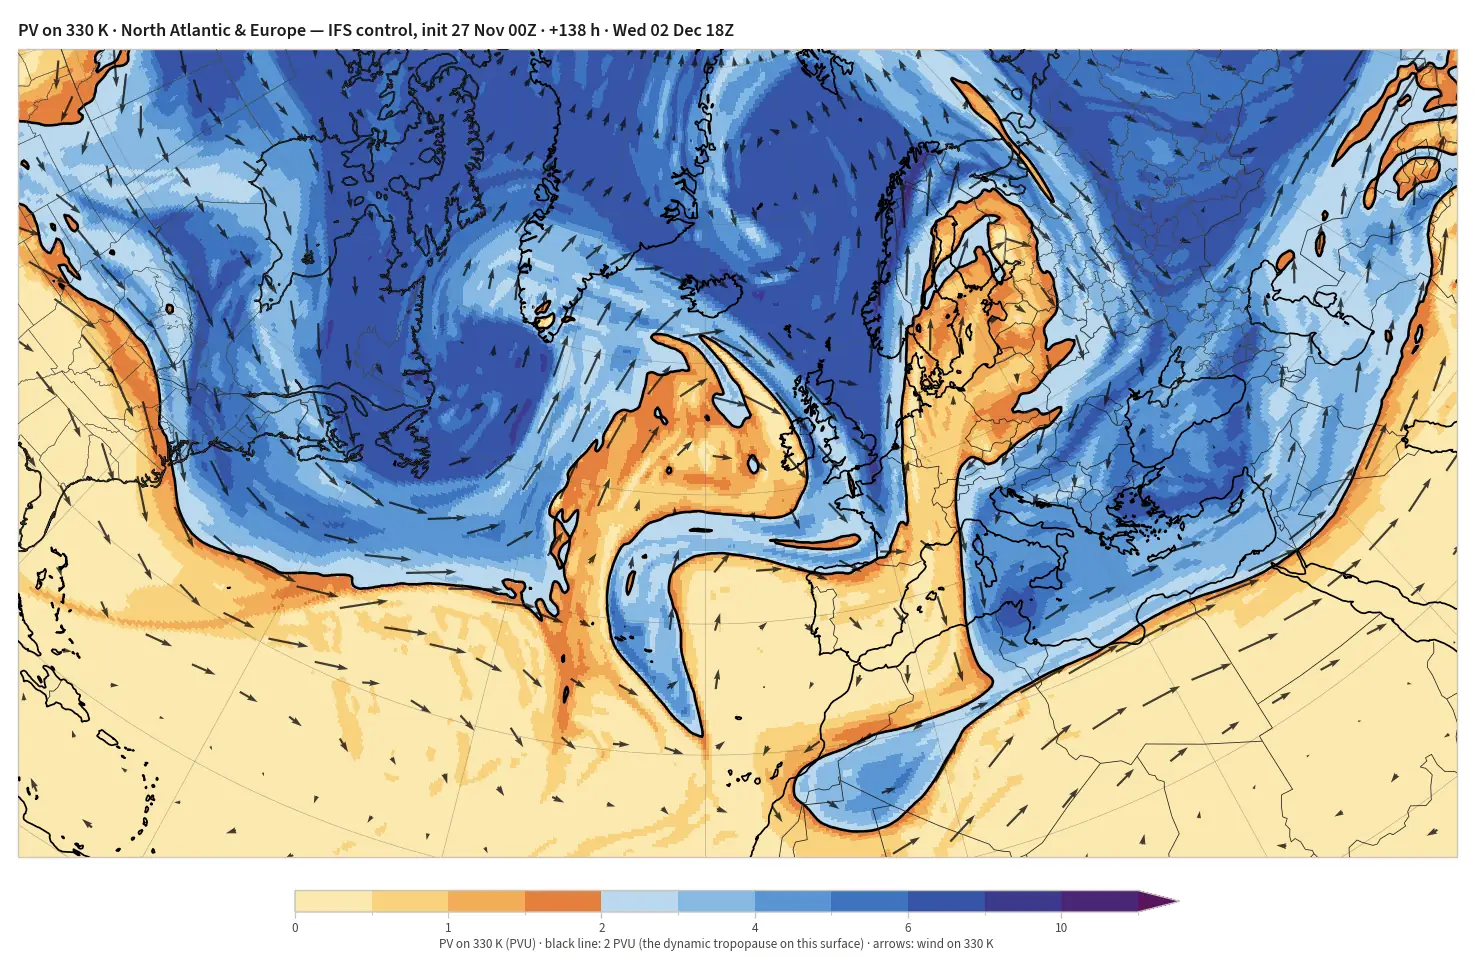 PV on 330 K · North Atlantic & Europe — IFS control, init 27 Nov 00Z · +138 h · Wed 02 Dec 18Z
0 1 2 4 6 10
PV on 330 K (PVU) · black line: 2 PVU (the dynamic tropopause on this surface) · arrows: wind on 330 K